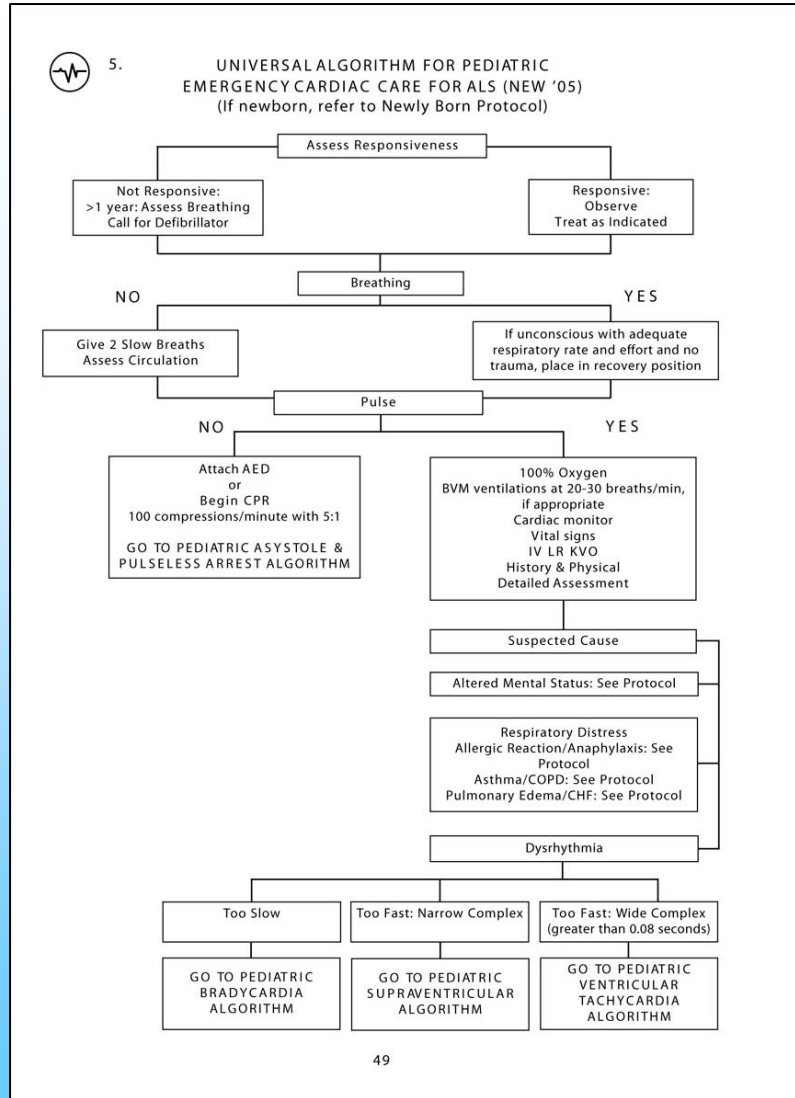 5.
UNIVERSAL ALGORITHM FOR PEDIATRIC
EMERGENCY CARDIAC CARE FOR ALS (NEW '05)
(If newborn, refer to Newly Born Protocol)
Assess Responsiveness
Not Responsive:
>1 year: Assess Breathing
Call for Defibrillator
Responsive:
Observe
Treat as Indicated
Breathing
NO
YES
Give 2 Slow Breaths
Assess Circulation
If unconscious with adequate
respiratory rate and effort and no
trauma, place in recovery position
Pulse
NO
YES
Attach AED
or
Begin CPR
100 compressions/minute with 5:1
GO TO PEDIATRIC ASYSTOLE &
PULSELESS ARREST ALGORITHM
100% Oxygen
BVM ventilations at 20-30 breaths/min,
if appropriate
Cardiac monitor
Vital signs
IV LR KVO
History & Physical
Detailed Assessment
Suspected Cause
Altered Mental Status: See Protocol
Respiratory Distress
Allergic Reaction/Anaphylaxis: See
Protocol
Asthma/COPD: See Protocol
Pulmonary Edema/CHF: See Protocol
Dysrhythmia
Too Slow
Too Fast: Narrow Complex
Too Fast: Wide Complex
(greater than 0.08 seconds)
GO TO PEDIATRIC
BRADYCARDIA
ALGORITHM
GO TO PEDIATRIC
SUPRAVENTRICULAR
ALGORITHM
GO TO PEDIATRIC
VENTRICULAR
TACHYCARDIA
ALGORITHM
49